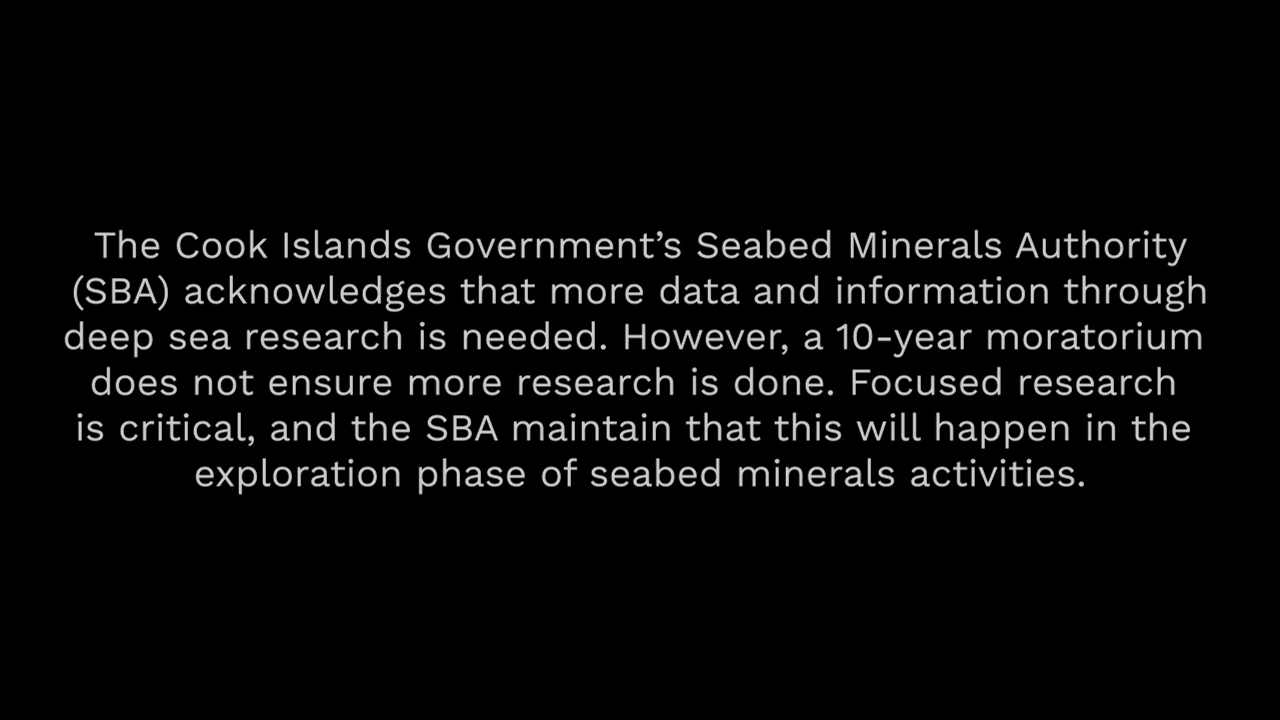 The Cook Islands Government’s Seabed Minerals Authority
(SBA) acknowledges that more data and information through
deep sea research is needed. However, a 10-year moratorium
does not ensure more research is done. Focused research
is critical, and the SBA maintain that this will happen in the
exploration phase of seabed minerals activities.